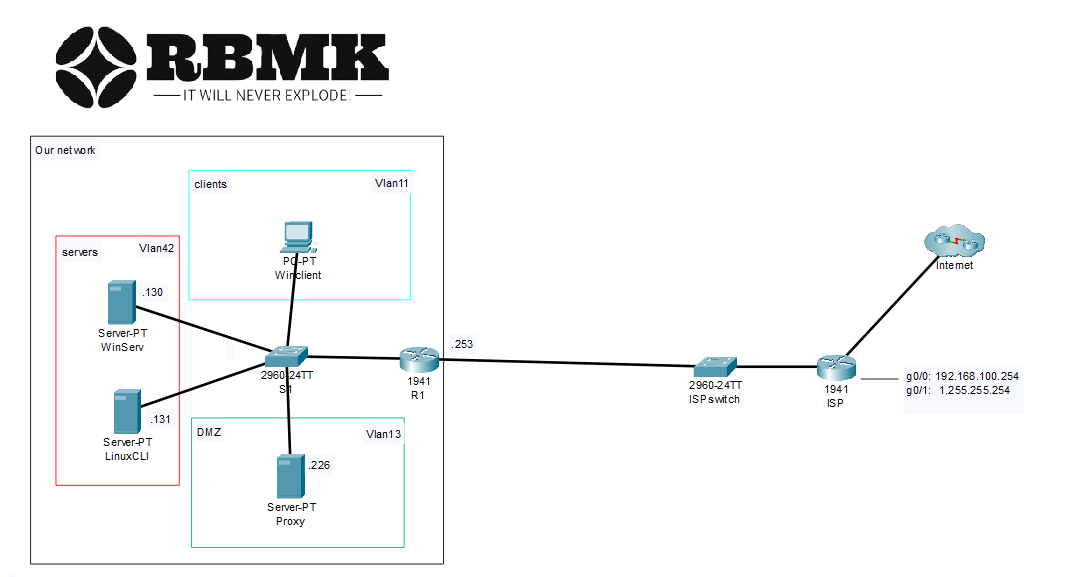 RBMK
IT WILL NEVER EXPLODE!
Our network
clients
Vlan11
PC-PT
Winclient
servers
Vlan42
.130
Server-PT
WinServ
.131
Server-PT
LinuxCLI
2960-24TT
S1
.253
1941
R1
DMZ
Vlan13
.226
Server-PT
Proxy
2960-24TT
ISPswitch
1941
ISP
g0/0: 192.168.100.254
g0/1: 1.255.255.254
Internet